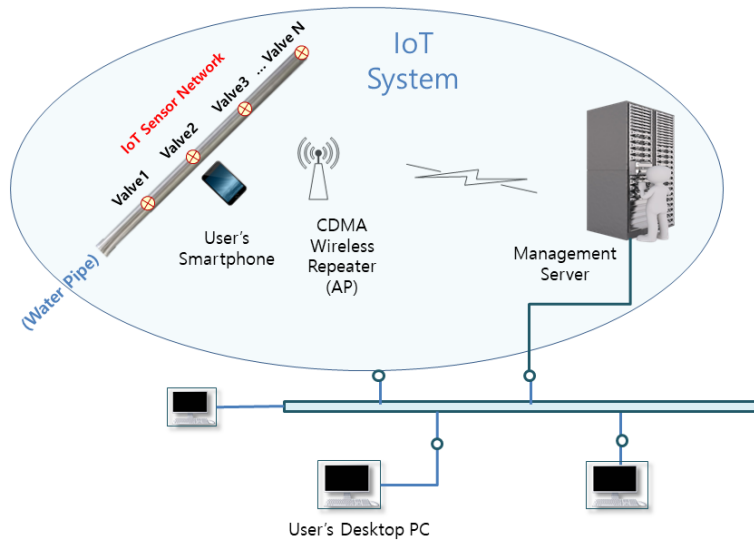 IoT
System
IoT Sensor Network
Valve1
Valve2
Valve3
... Valve N
(Water Pipe)
User's
Smartphone
CDMA
Wireless
Repeater
(AP)
Management
Server
User's Desktop PC